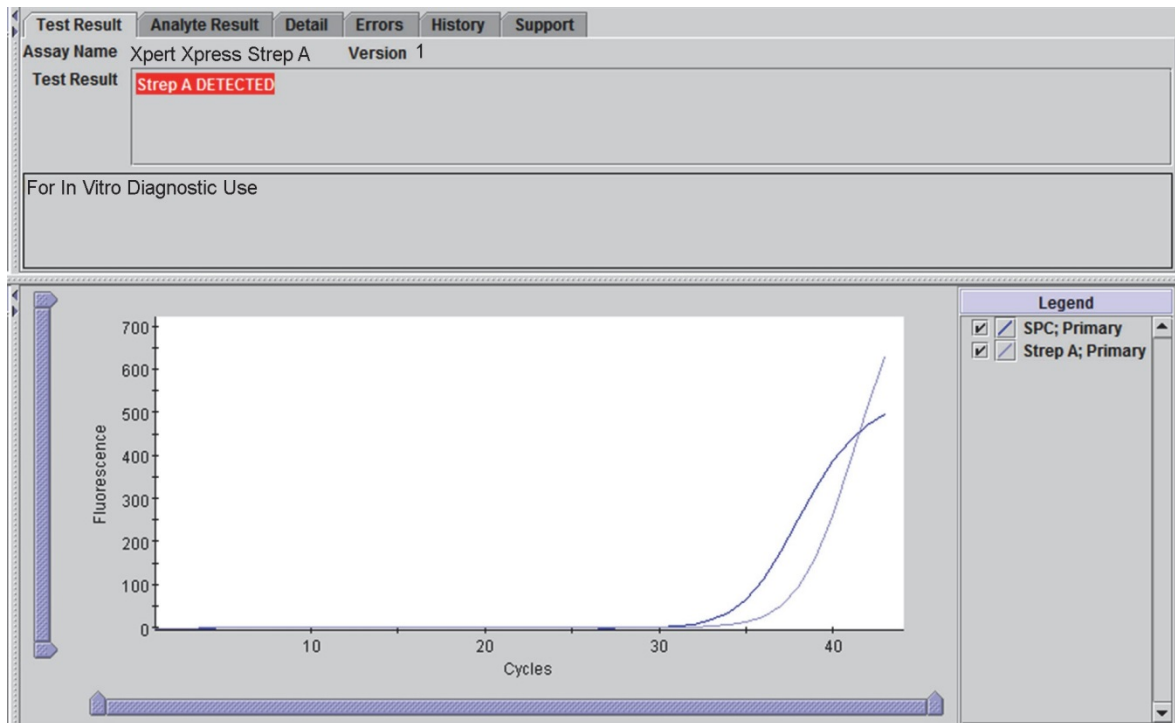 Test Result Analyte Result Detail Errors History Support
Assay Name Xpert Xpress Strep A Version 1
Test Result Strep A DETECTED
For In Vitro Diagnostic Use
Legend
SPC; Primary
Strep A; Primary
700
600
500
400
300
200
100
0
Fluorescence
10 20 30 40
Cycles